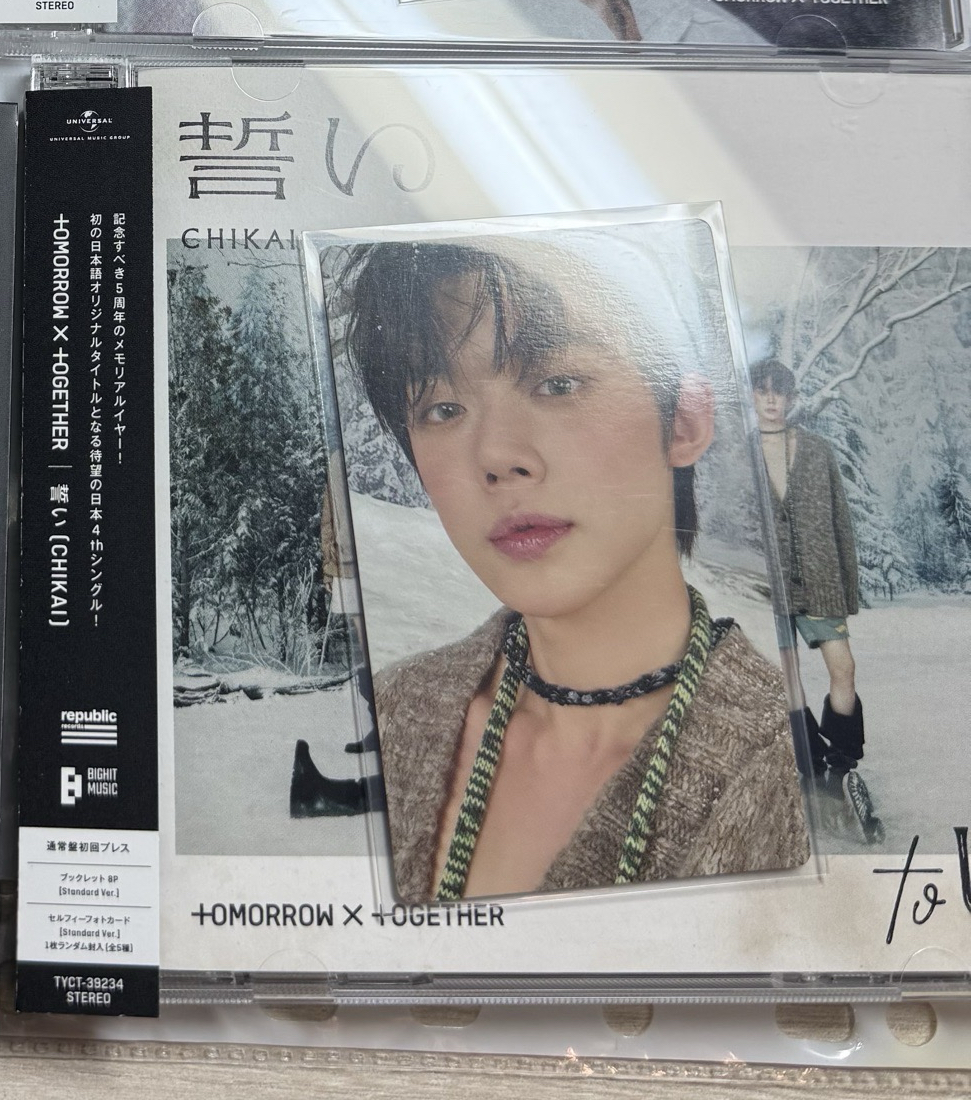 STEREO
TOMORROW X TOGETHER
UNIVERSAL
UNIVERSAL MUSIC GROUP
記念すべき5周年のメモリアルイヤー！
初の日本語オリジナルタイトルとなる待望の日本4thシングル！
TOMORROW X TOGETHER | 誓い [CHIKAI]
republic
records
BIGHIT
MUSIC
通常盤初回プレス
ブックレット 8P
[Standard Ver.]
セルフィーフォトカード
[Standard Ver.]
1枚ランダム封入 [全5種]
TYCT-39234
STEREO
誓い
CHIKAI
TOMORROW X TOGETHER